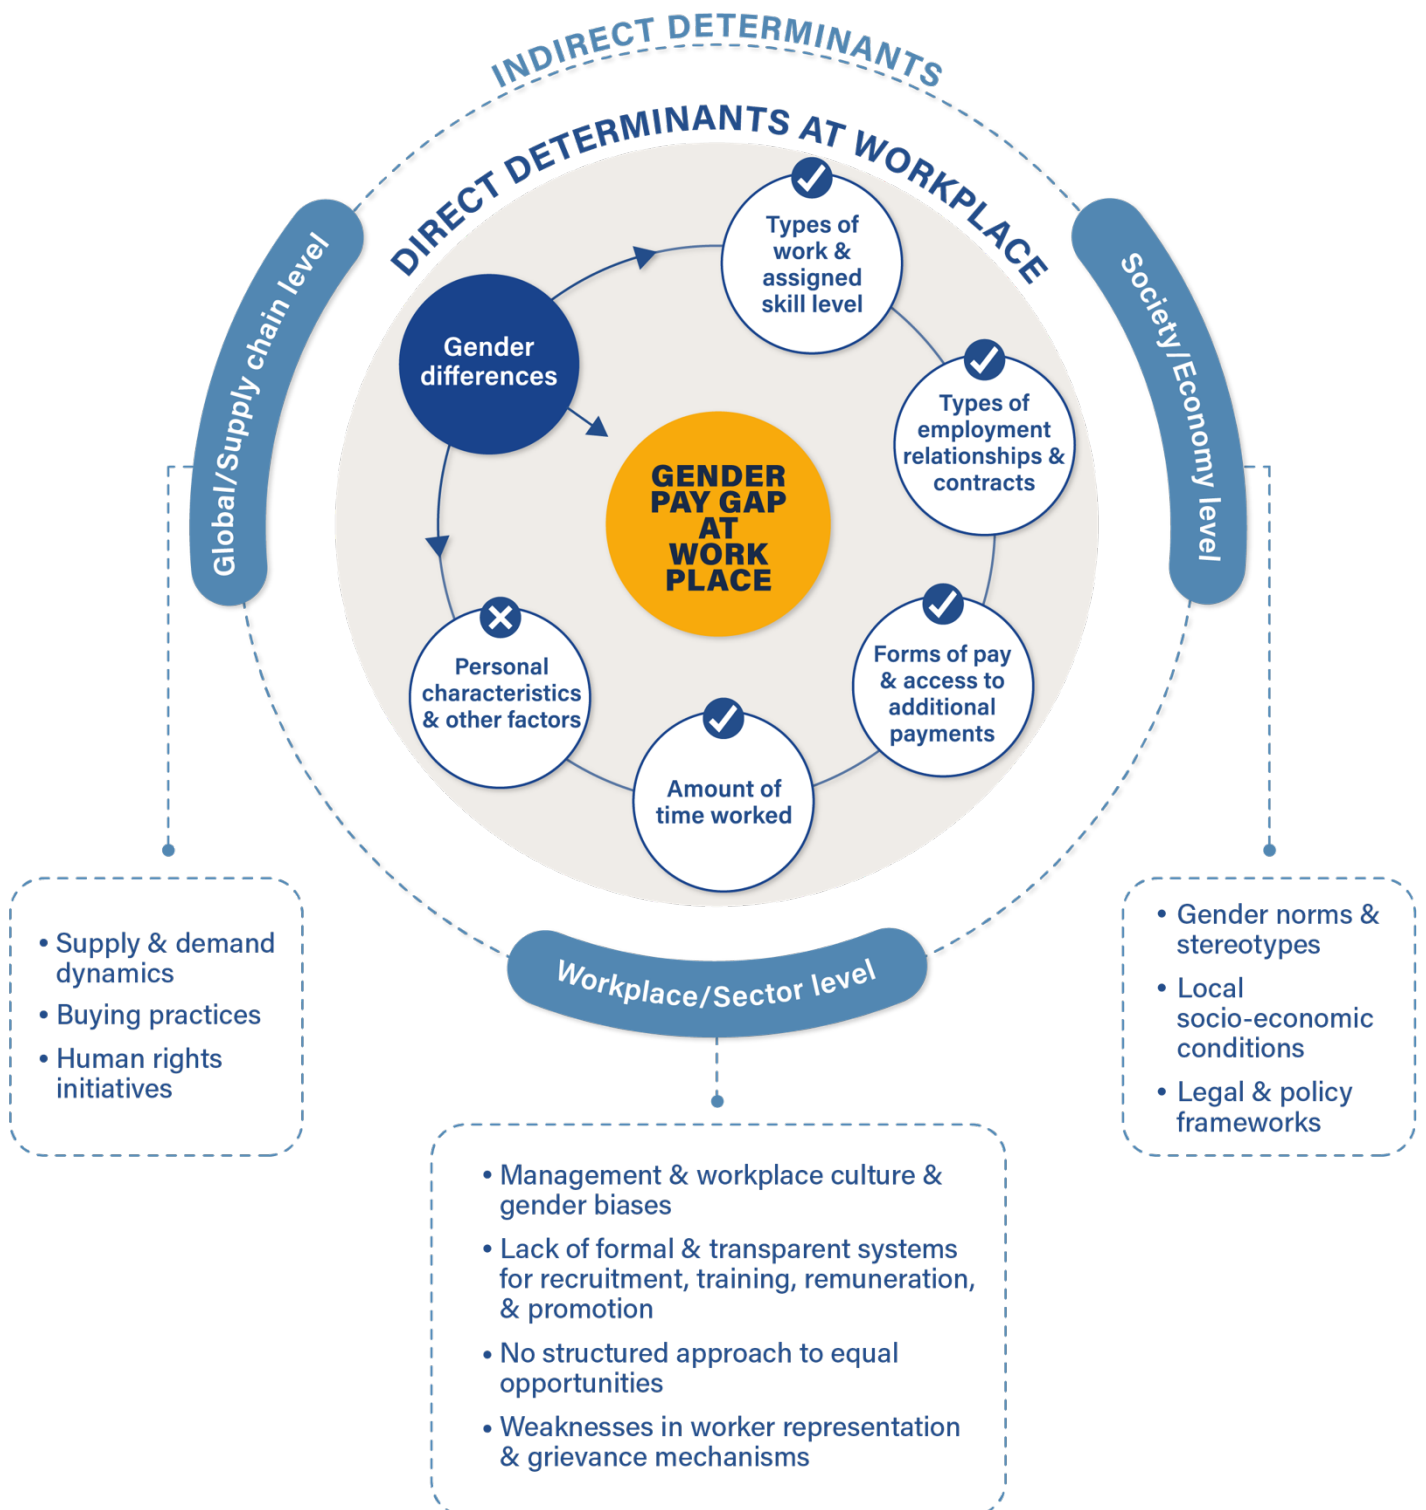 INDIRECT DETERMINANTS
DIRECT DETERMINANTS AT WORKPLACE
Types of
work &
assigned
skill level
Gender
differences
Types of
employment
relationships &
contracts
GENDER
PAY GAP
AT
WORK
PLACE
Forms of pay
& access to
additional
payments
Personal
characteristics
& other factors
Amount of
time worked
Global/Supply chain level
Society/Economy level
Workplace/Sector level
• Supply & demand
dynamics
• Buying practices
• Human rights
initiatives
• Gender norms &
stereotypes
• Local
socio-economic
conditions
• Legal & policy
frameworks
• Management & workplace culture &
gender biases
• Lack of formal & transparent systems
for recruitment, training, remuneration,
& promotion
• No structured approach to equal
opportunities
• Weaknesses in worker representation
& grievance mechanisms